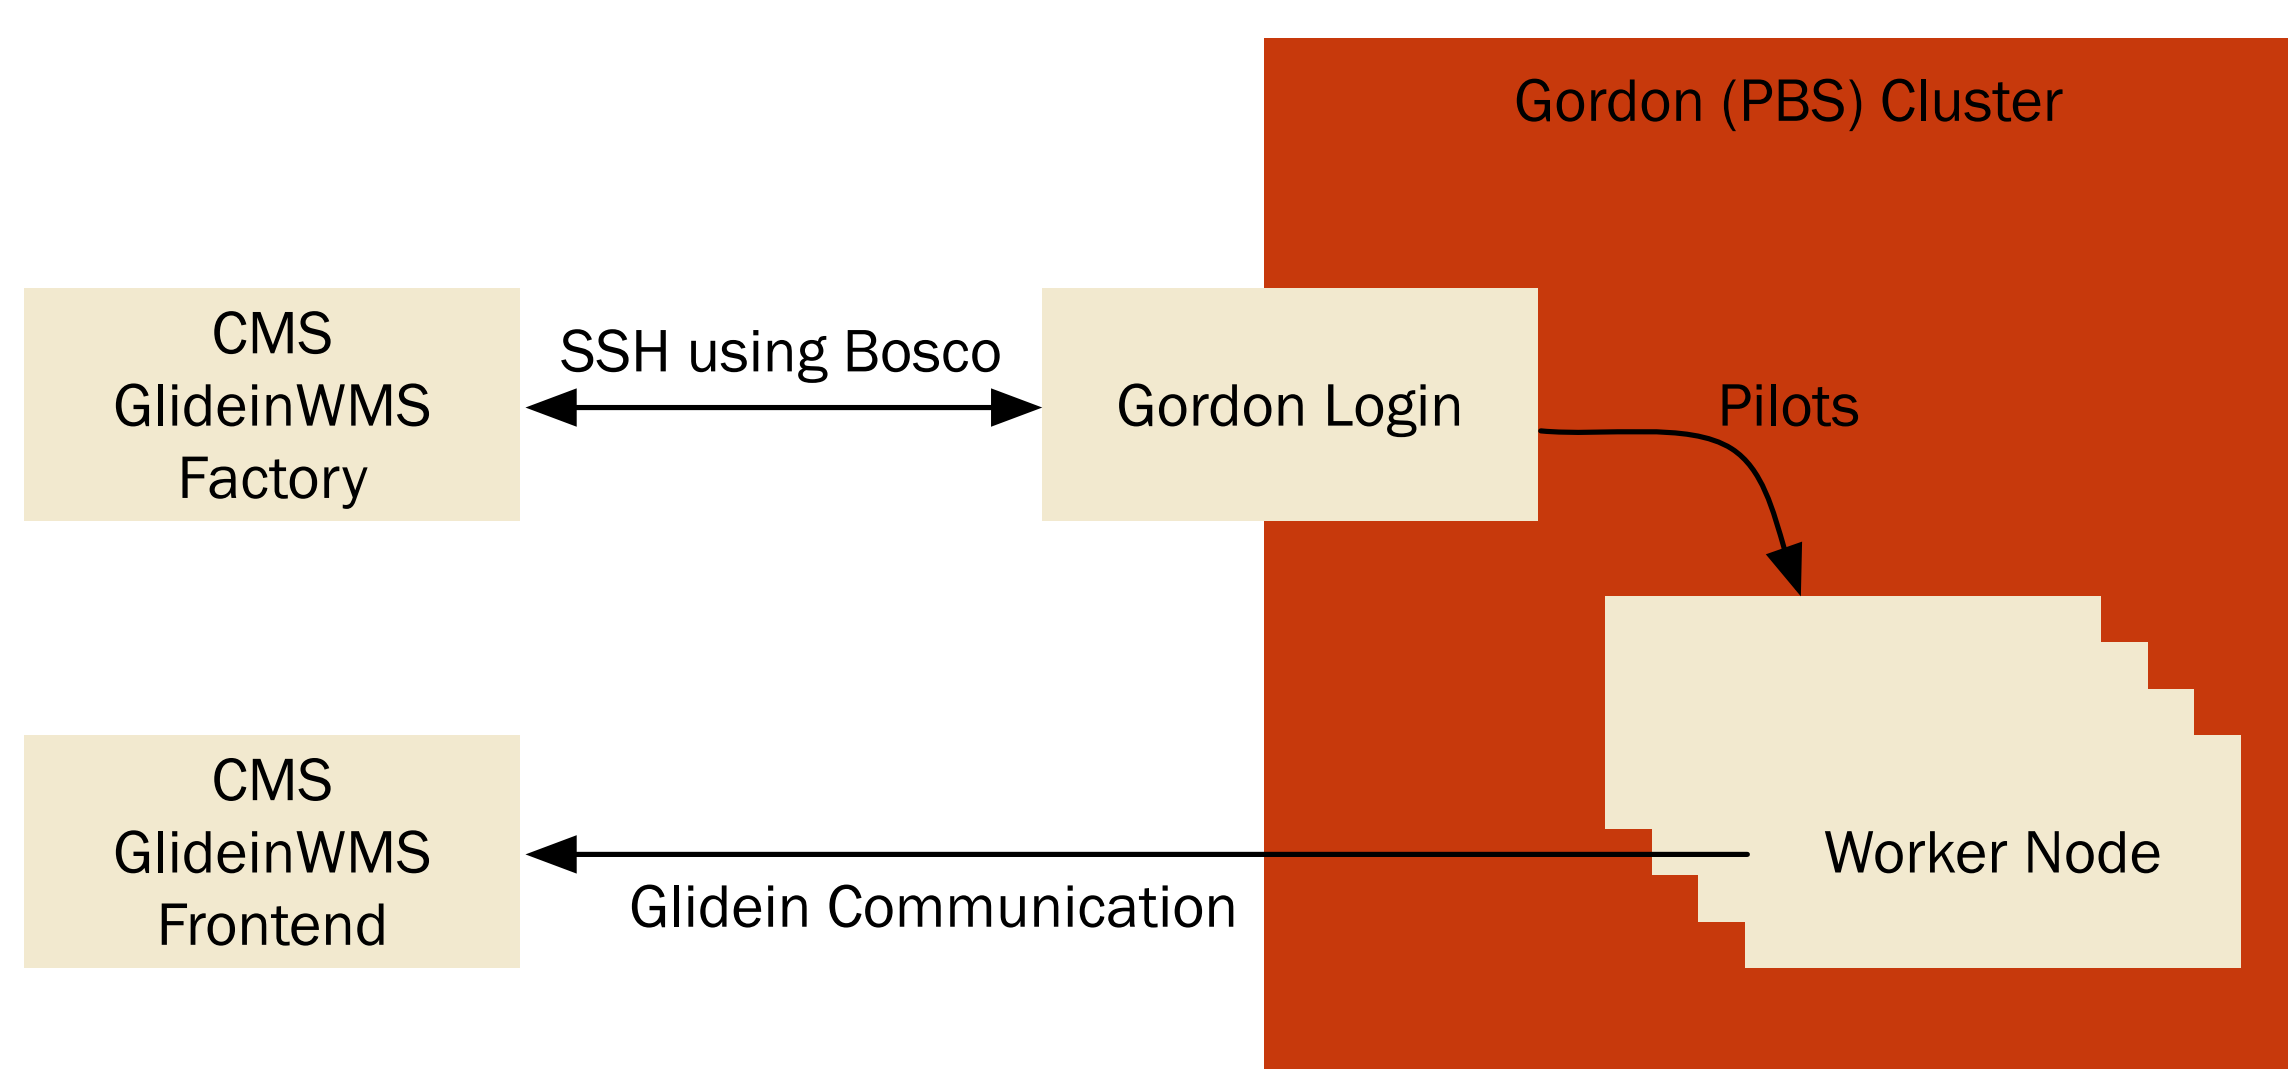 Gordon (PBS) Cluster
CMS
GlideinWMS
Factory
SSH using Bosco
Gordon Login
Pilots
CMS
GlideinWMS
Frontend
Glidein Communication
Worker Node